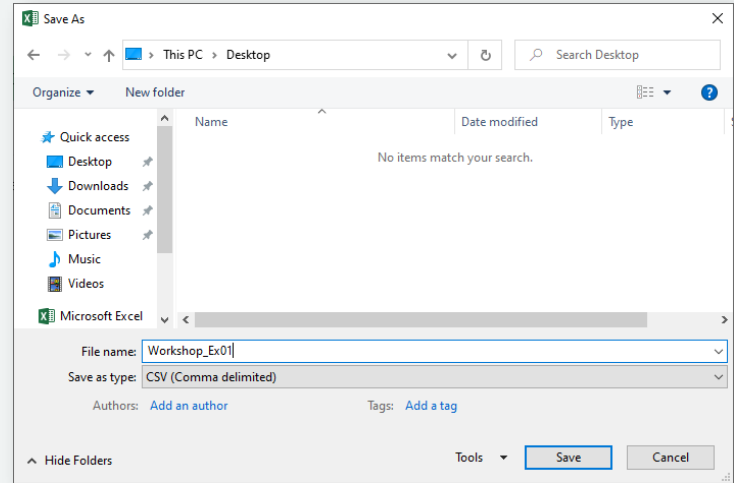 Save As
This PC > Desktop
Search Desktop
Organize New folder
?
Name Date modified Type
No items match your search.
Quick access
Desktop
Downloads
Documents
Pictures
Music
Videos
Microsoft Excel
File name: Workshop_Ex01
Save as type: CSV (Comma delimited)
Authors: Add an author Tags: Add a tag
Hide Folders Tools Save Cancel